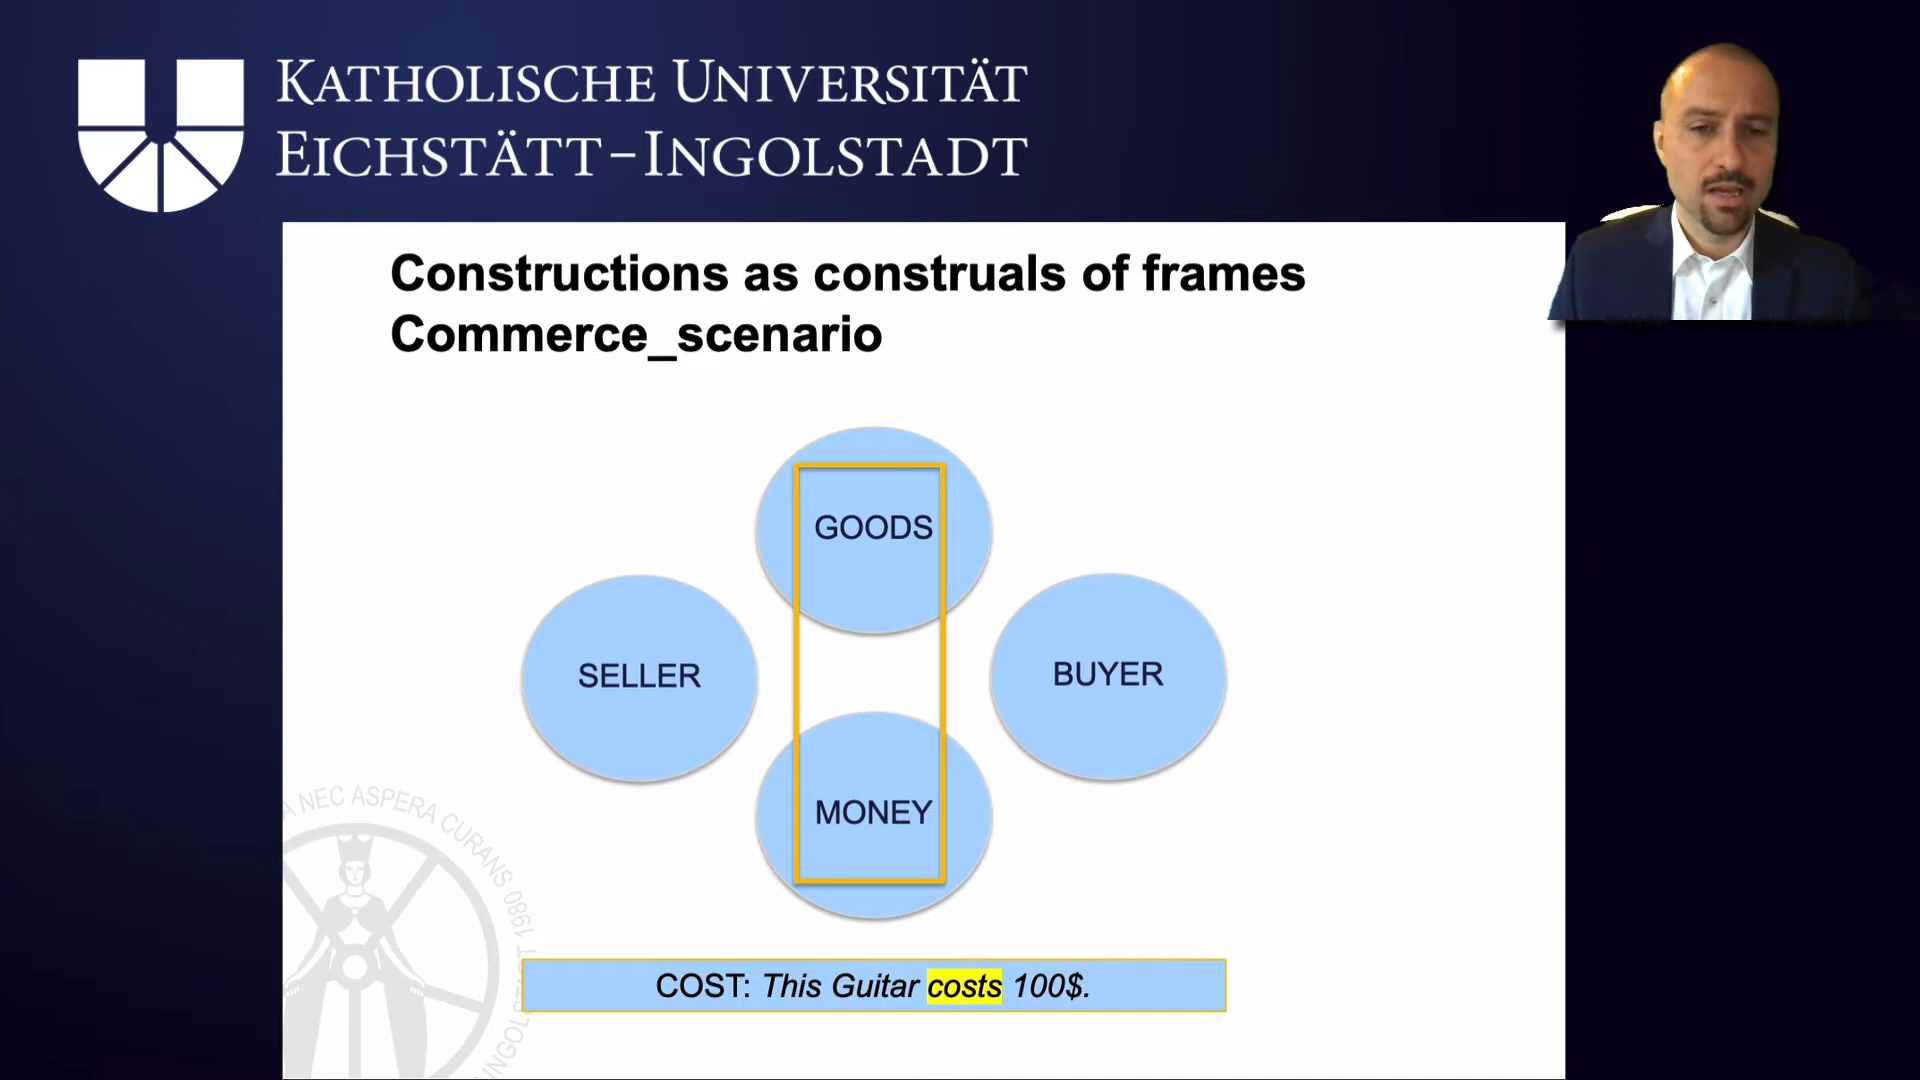 KATHOLISCHE UNIVERSITÄT
EICHSTÄTT-INGOLSTADT
Constructions as construals of frames
Commerce_scenario
GOODS
SELLER
BUYER
MONEY
A NEC ASPERA CURANS 1980
COST: This Guitar costs 100$.